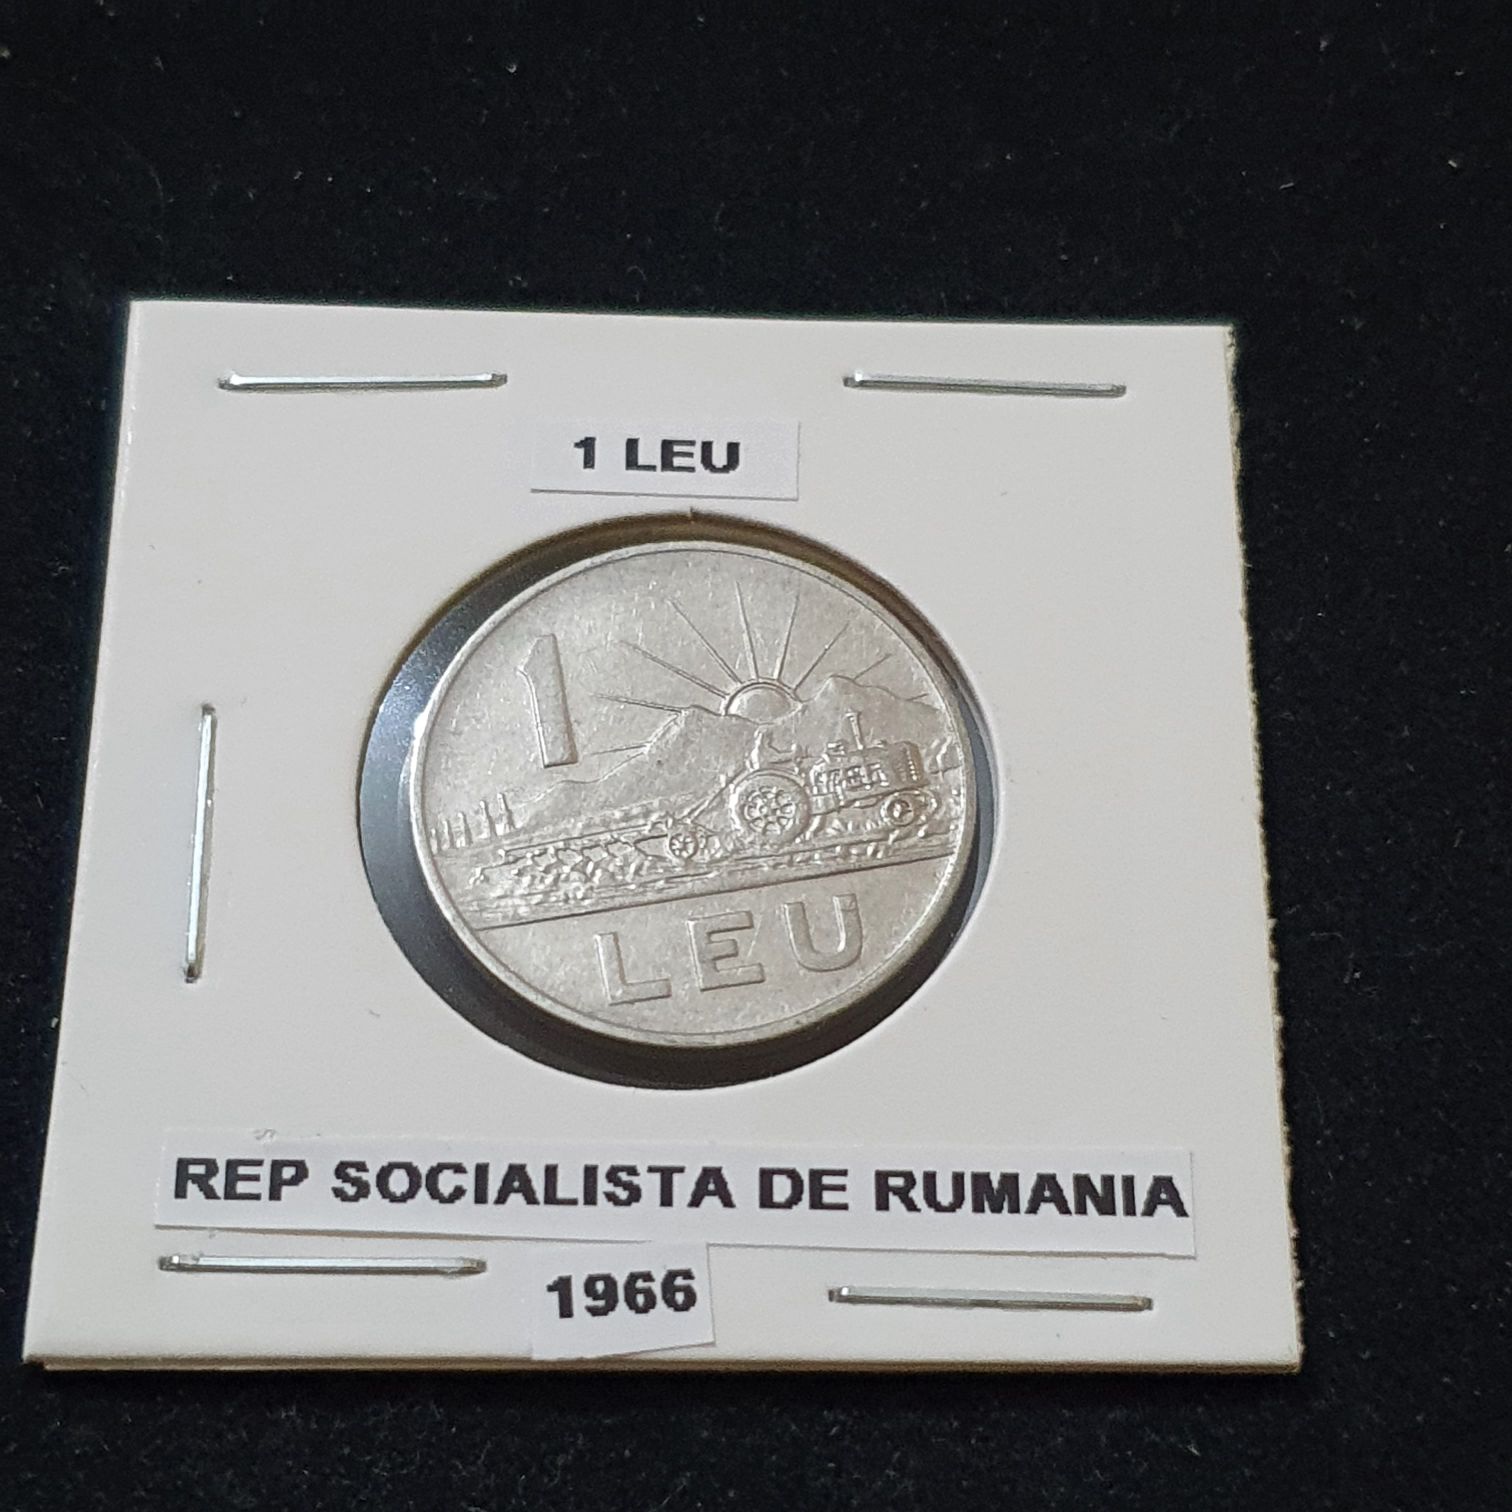 1 LEU
1
LEU
REP SOCIALISTA DE RUMANIA
1966